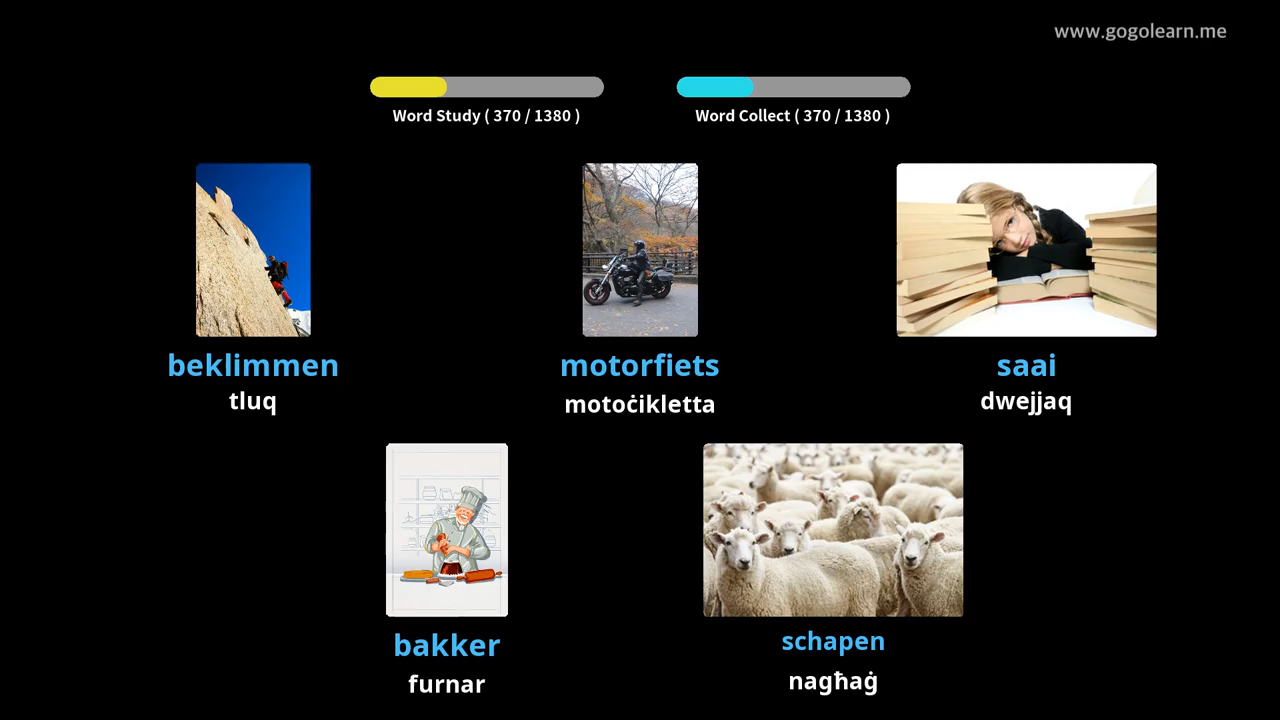 www.gogolearn.me
Word Study ( 370 / 1380 )
Word Collect ( 370 / 1380 )
beklimmen
tluq
motorfiets
motoċikletta
saai
dwejjaq
bakker
furnar
schapen
nagħaġ